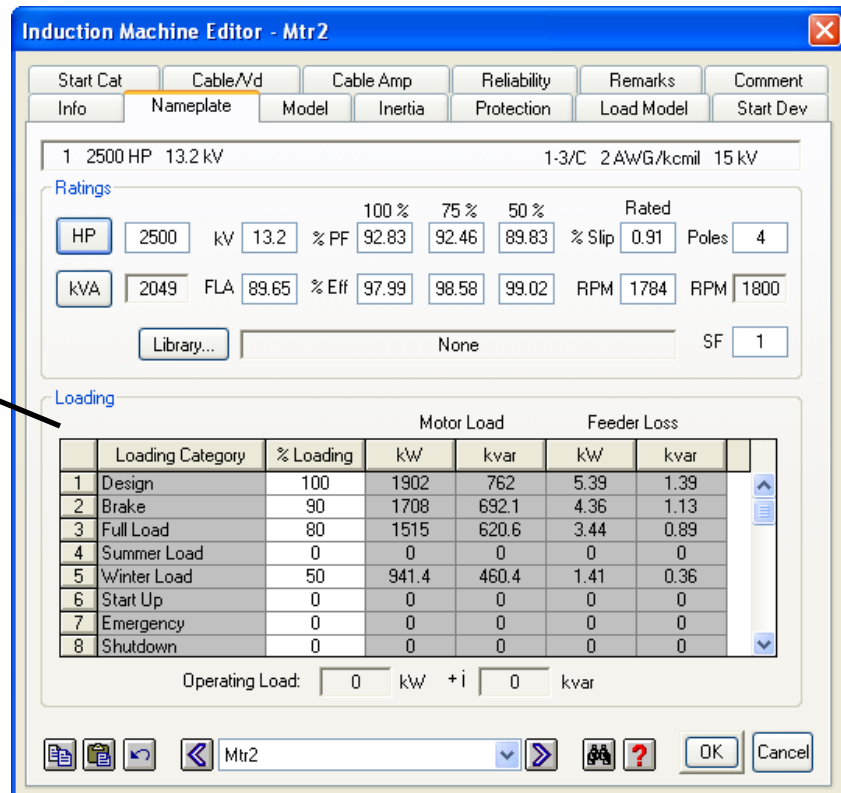 Induction Machine Editor - Mtr2
Start Cat Cable/Vd Cable Amp Reliability Remarks Comment
Info Nameplate Model Inertia Protection Load Model Start Dev
1 2500 HP 13.2 kV 1-3/C 2 AWG/kcmil 15 kV
Ratings
100 % 75 % 50 % Rated
HP 2500 kV 13.2 % PF 92.83 92.46 89.83 % Slip 0.91 Poles 4
kVA 2049 FLA 89.65 % Eff 97.99 98.58 99.02 RPM 1784 RPM 1800
Library... None SF 1
Loading
Motor Load Feeder Loss
Loading Category % Loading kW kvar kW kvar
1 Design 100 1902 762 5.39 1.39
2 Brake 90 1708 692.1 4.36 1.13
3 Full Load 80 1515 620.6 3.44 0.89
4 Summer Load 0 0 0 0 0
5 Winter Load 50 941.4 460.4 1.41 0.36
6 Start Up 0 0 0 0 0
7 Emergency 0 0 0 0 0
8 Shutdown 0 0 0 0 0
Operating Load: 0 kW +i 0 kvar
Mtr2 ? OK Cancel